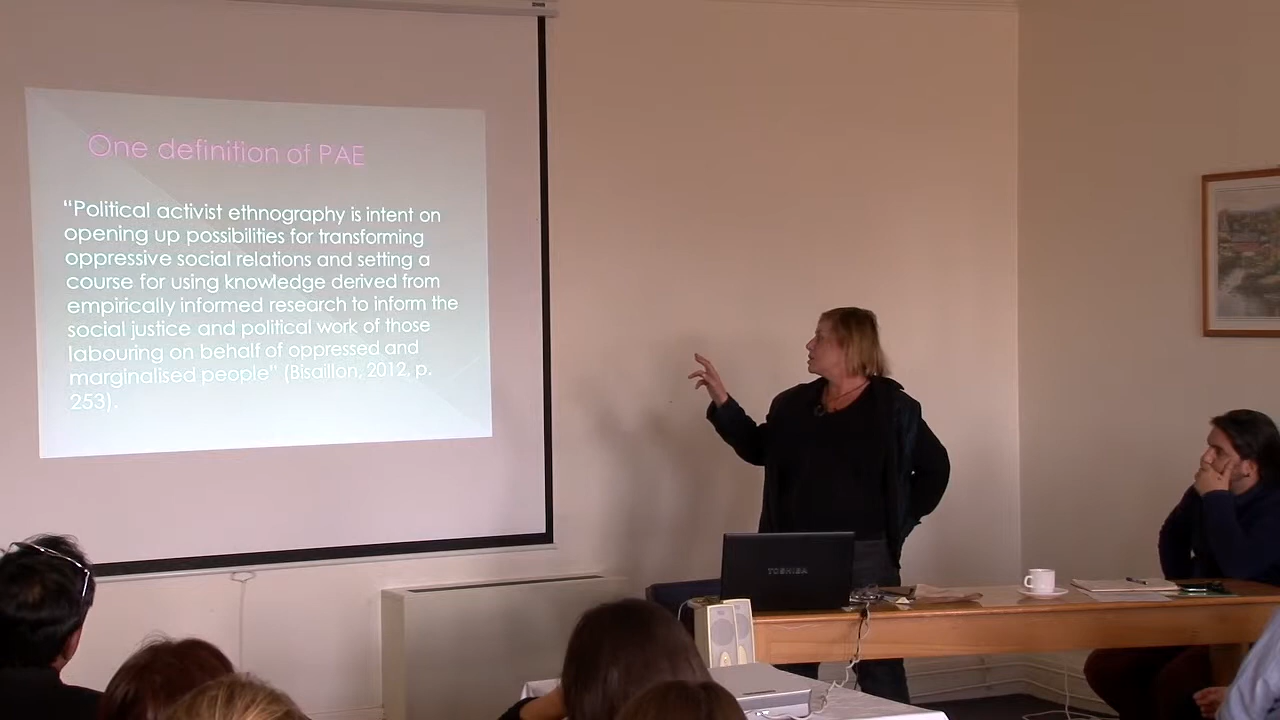 One definition of PAE
“Political activist ethnography is intent on
opening up possibilities for transforming
oppressive social relations and setting a
course for using knowledge derived from
empirically informed research to inform the
social justice and political work of those
labouring on behalf of oppressed and
marginalised people” (Bisaillon, 2012, p.
253).
TOSHIBA